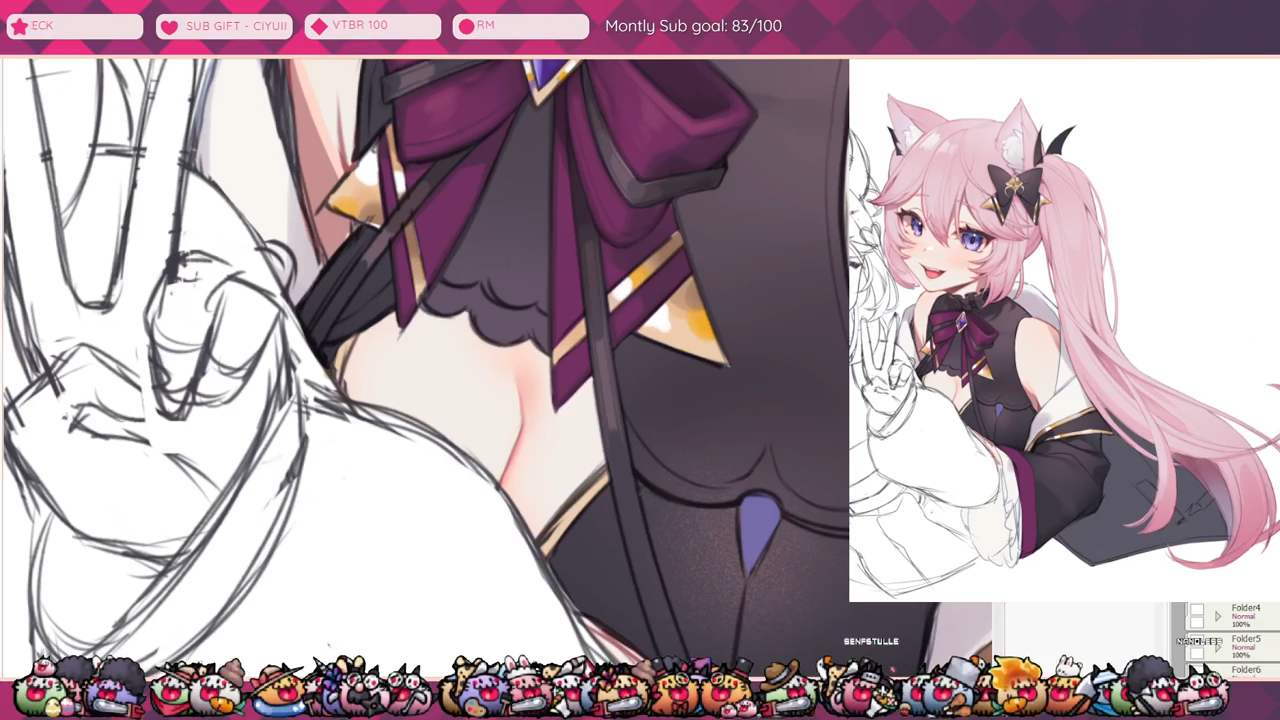 ECK
SUB GIFT - CIYUII
VTBR 100
RM
Montly Sub goal: 83/100
Folder4
Normal
100%
Folder5
Normal
100%
Folder6
SENFSTULLE
NANDLESS